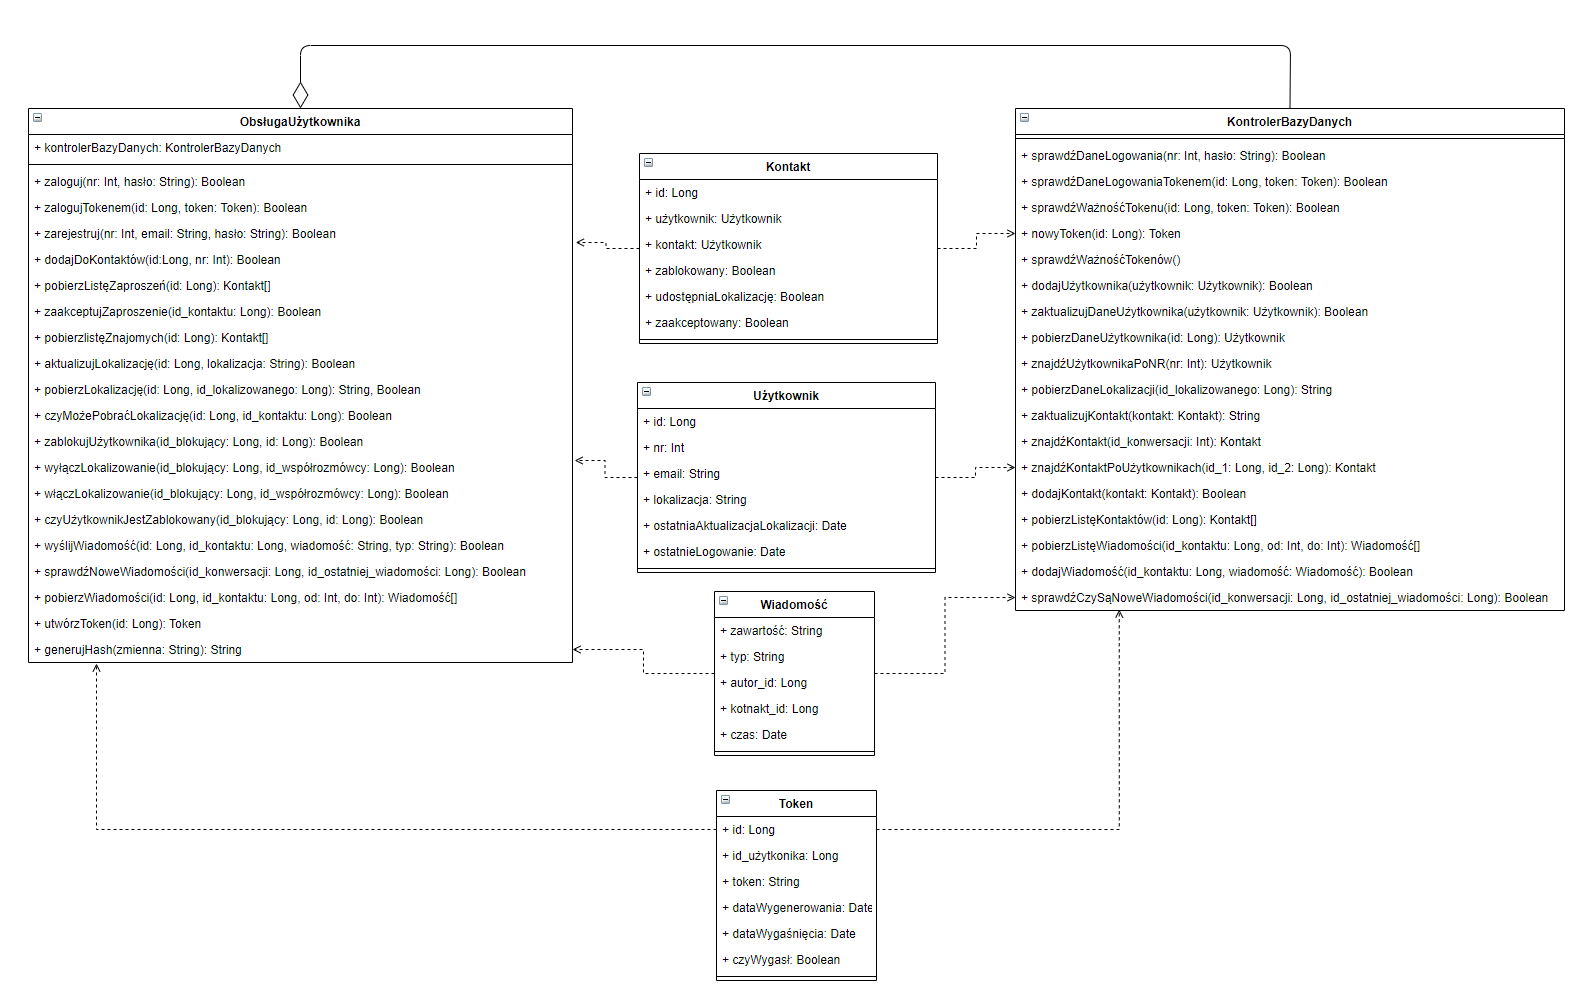 ObsługaUżytkownika
+ kontrolerBazyDanych: KontrolerBazyDanych
+ zaloguj(nr: Int, hasło: String): Boolean
+ zalogujTokenem(id: Long, token: Token): Boolean
+ zarejestruj(nr: Int, email: String, hasło: String): Boolean
+ dodajDoKontaktów(id:Long, nr: Int): Boolean
+ pobierzListęZaproszeń(id: Long): Kontakt[]
+ zaakceptujZaproszenie(id_kontaktu: Long): Boolean
+ pobierzlistęZnajomych(id: Long): Kontakt[]
+ aktualizujLokalizację(id: Long, lokalizacja: String): Boolean
+ pobierzLokalizację(id: Long, id_lokalizowanego: Long): String, Boolean
+ czyMożePobraćLokalizację(id: Long, id_kontaktu: Long): Boolean
+ zablokujUżytkownika(id_blokujący: Long, id: Long): Boolean
+ wyłączLokalizowanie(id_blokujący: Long, id_współrozmówcy: Long): Boolean
+ włączLokalizowanie(id_blokujący: Long, id_współrozmówcy: Long): Boolean
+ czyUżytkownikJestZablokowany(id_blokujący: Long, id: Long): Boolean
+ wyślijWiadomość(id: Long, id_kontaktu: Long, wiadomość: String, typ: String): Boolean
+ sprawdźNoweWiadomości(id_konwersacji: Long, id_ostatniej_wiadomości: Long): Boolean
+ pobierzWiadomości(id: Long, id_kontaktu: Long, od: Int, do: Int): Wiadomość[]
+ utwórzToken(id: Long): Token
+ generujHash(zmienna: String): String
Kontakt
+ id: Long
+ użytkownik: Użytkownik
+ kontakt: Użytkownik
+ zablokowany: Boolean
+ udostępniaLokalizację: Boolean
+ zaakceptowany: Boolean
Użytkownik
+ id: Long
+ nr: Int
+ email: String
+ lokalizacja: String
+ ostatniaAktualizacjaLokalizacji: Date
+ ostatnieLogowanie: Date
Wiadomość
+ zawartość: String
+ typ: String
+ autor_id: Long
+ kotnakt_id: Long
+ czas: Date
Token
+ id: Long
+ id_użytkonika: Long
+ token: String
+ dataWygenerowania: Date
+ dataWygaśnięcia: Date
+ czyWygasł: Boolean
KontrolerBazyDanych
+ sprawdźDaneLogowania(nr: Int, hasło: String): Boolean
+ sprawdźDaneLogowaniaTokenem(id: Long, token: Token): Boolean
+ sprawdźWaźnośćTokenu(id: Long, token: Token): Boolean
+ nowyToken(id: Long): Token
+ sprawdźWaźnośćTokenów()
+ dodajUżytkownika(użytkownik: Użytkownik): Boolean
+ zaktualizujDaneUżytkownika(użytkownik: Użytkownik): Boolean
+ pobierzDaneUżytkownika(id: Long): Użytkownik
+ znajdźUżytkownikaPoNR(nr: Int): Użytkownik
+ pobierzDaneLokalizacji(id_lokalizowanego: Long): String
+ zaktualizujKontakt(kontakt: Kontakt): String
+ znajdźKontakt(id_konwersacji: Int): Kontakt
+ znajdźKontaktPoUżytkownikach(id_1: Long, id_2: Long): Kontakt
+ dodajKontakt(kontakt: Kontakt): Boolean
+ pobierzListęKontaktów(id: Long): Kontakt[]
+ pobierzListęWiadomości(id_kontaktu: Long, od: Int, do: Int): Wiadomość[]
+ dodajWiadomość(id_kontaktu: Long, wiadomość: Wiadomość): Boolean
+ sprawdźCzySąNoweWiadomości(id_konwersacji: Long, id_ostatniej_wiadomości: Long): Boolean